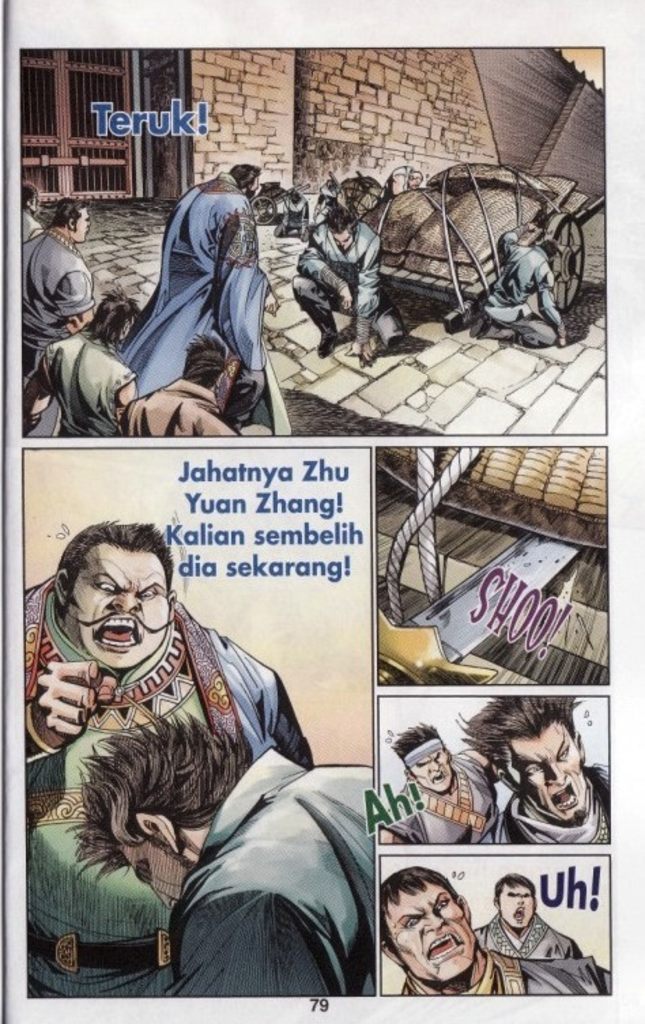 Teruk!
Jahatnya Zhu
Yuan Zhang!
Kalian sembelih
dia sekarang!
SHOO!
Ah!
Uh!
79